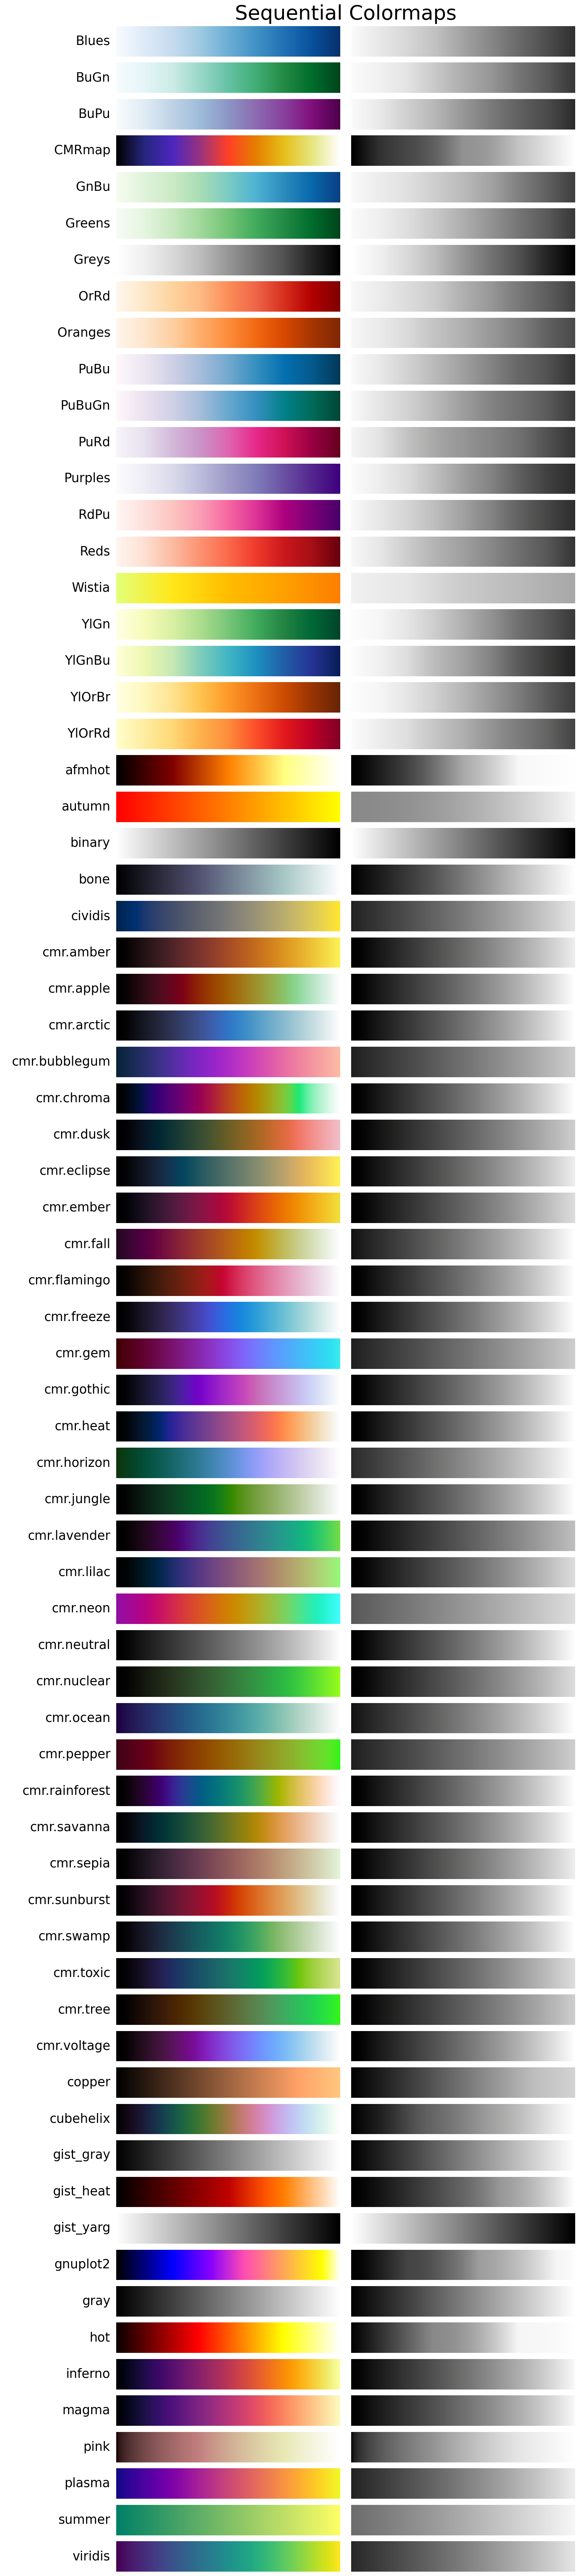 Sequential Colormaps
Blues
BuGn
BuPu
CMRmap
GnBu
Greens
Greys
OrRd
Oranges
PuBu
PuBuGn
PuRd
Purples
RdPu
Reds
Wistia
YlGn
YlGnBu
YlOrBr
YlOrRd
afmhot
autumn
binary
bone
cividis
cmr.amber
cmr.apple
cmr.arctic
cmr.bubblegum
cmr.chroma
cmr.dusk
cmr.eclipse
cmr.ember
cmr.fall
cmr.flamingo
cmr.freeze
cmr.gem
cmr.gothic
cmr.heat
cmr.horizon
cmr.jungle
cmr.lavender
cmr.lilac
cmr.neon
cmr.neutral
cmr.nuclear
cmr.ocean
cmr.pepper
cmr.rainforest
cmr.savanna
cmr.sepia
cmr.sunburst
cmr.swamp
cmr.toxic
cmr.tree
cmr.voltage
copper
cubehelix
gist_gray
gist_heat
gist_yarg
gnuplot2
gray
hot
inferno
magma
pink
plasma
summer
viridis